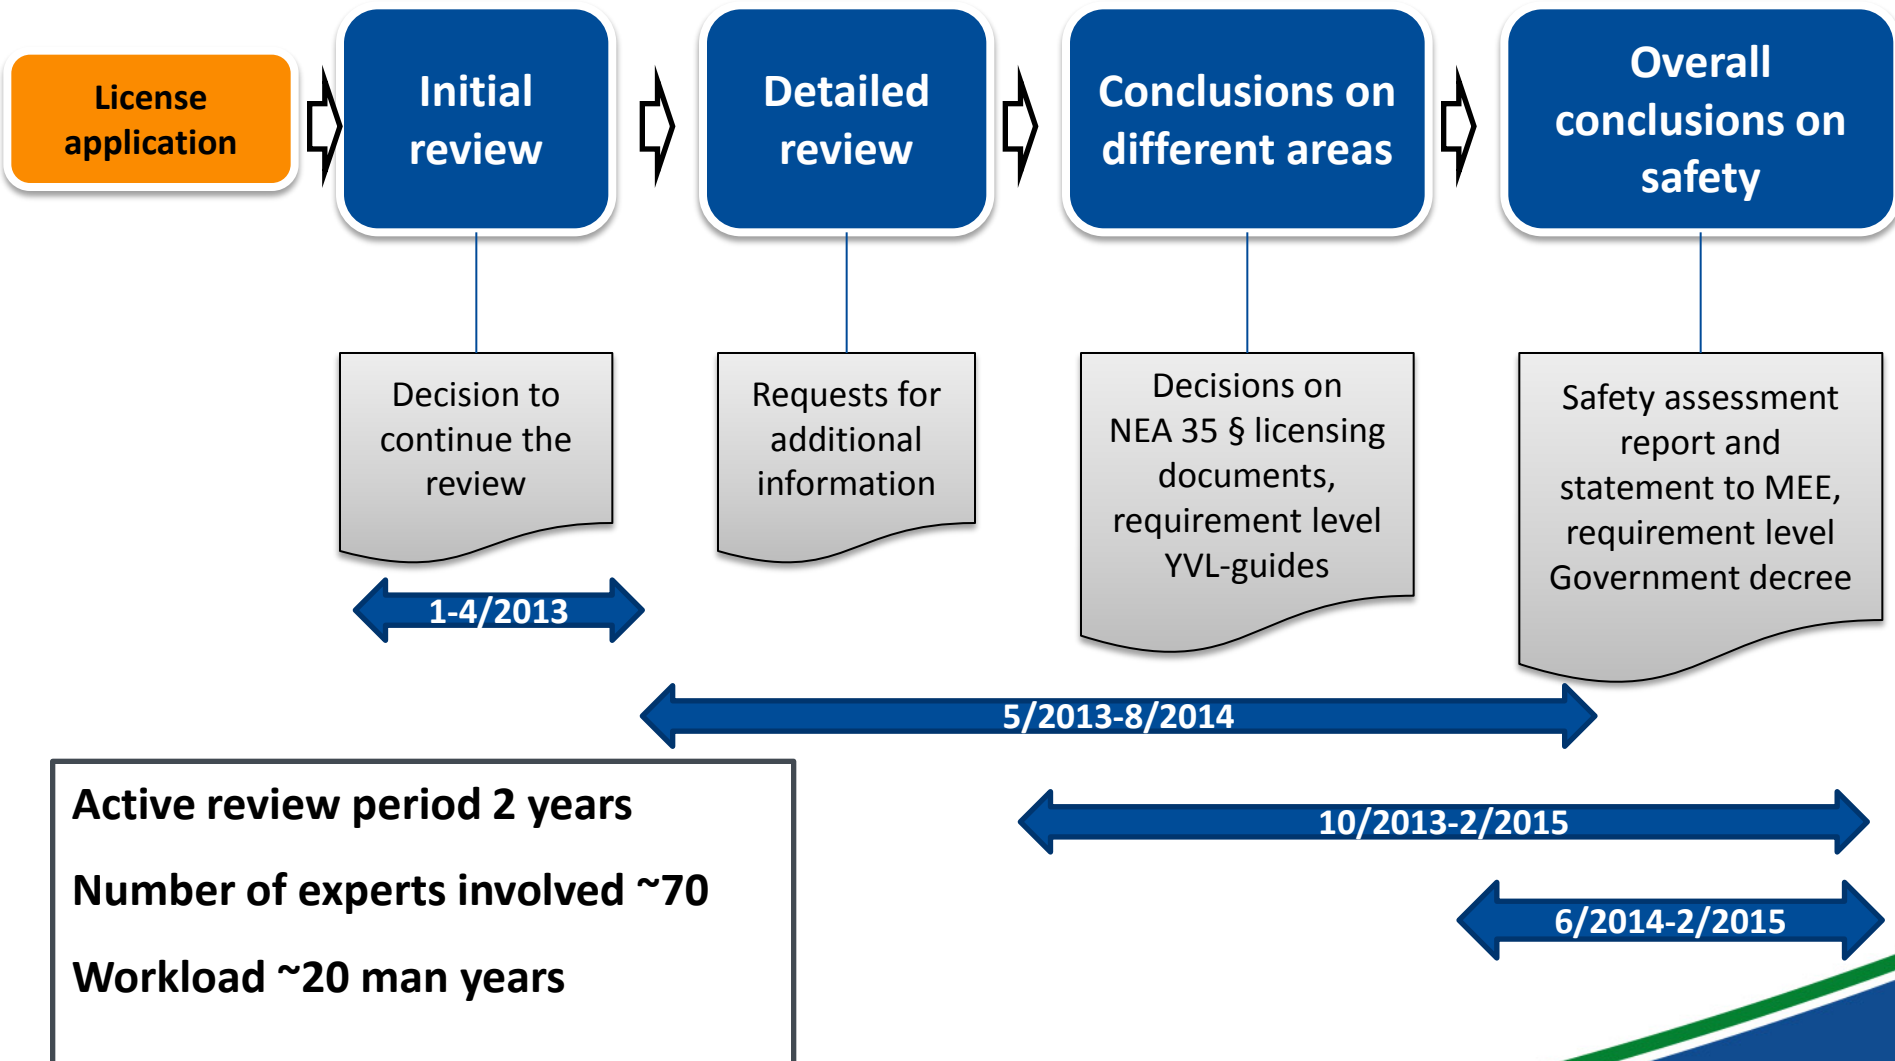 License
application
Initial
review
Detailed
review
Conclusions on
different areas
Overall
conclusions on
safety
Decision to
continue the
review
Requests for
additional
information
Decisions on
NEA 35 § licensing
documents,
requirement level
YVL-guides
Safety assessment
report and
statement to MEE,
requirement level
Government decree
1-4/2013
5/2013-8/2014
10/2013-2/2015
6/2014-2/2015
Active review period 2 years
Number of experts involved ~70
Workload ~20 man years